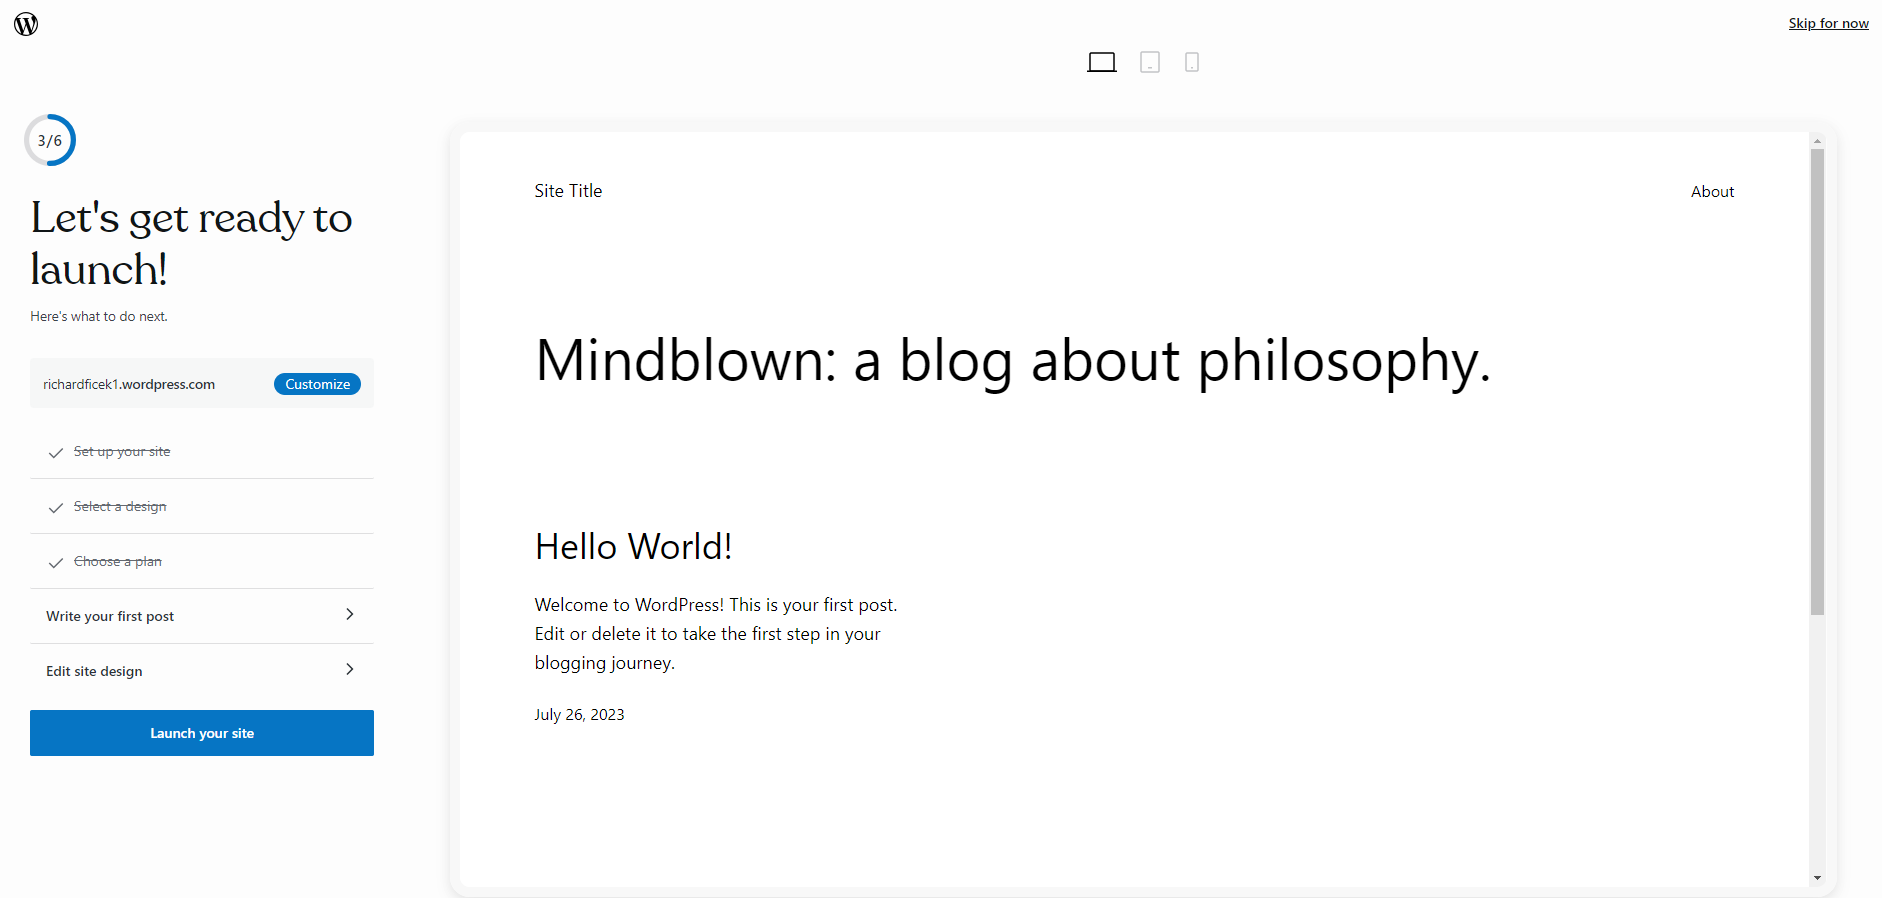 Skip for now
3/6
Let's get ready to
launch!
Here's what to do next.
richardficek1.wordpress.com
Customize
Set up your site
Select a design
Choose a plan
Write your first post
Edit site design
Launch your site
Site Title
About
Mindblown: a blog about philosophy.
Hello World!
Welcome to WordPress! This is your first post.
Edit or delete it to take the first step in your
blogging journey.
July 26, 2023